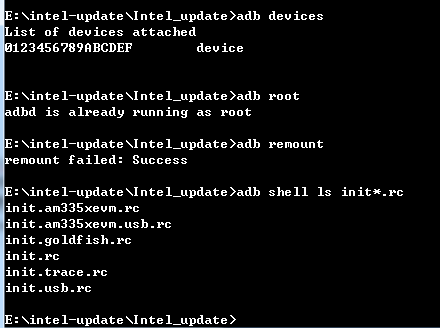 E:\intel-update\Intel_update>adb devices
List of devices attached
0123456789ABCDEF        device
E:\intel-update\Intel_update>adb root
adbd is already running as root
E:\intel-update\Intel_update>adb remount
remount failed: Success
E:\intel-update\Intel_update>adb shell ls init*.rc
init.am335xevm.rc
init.am335xevm.usb.rc
init.goldfish.rc
init.rc
init.trace.rc
init.usb.rc
E:\intel-update\Intel_update>